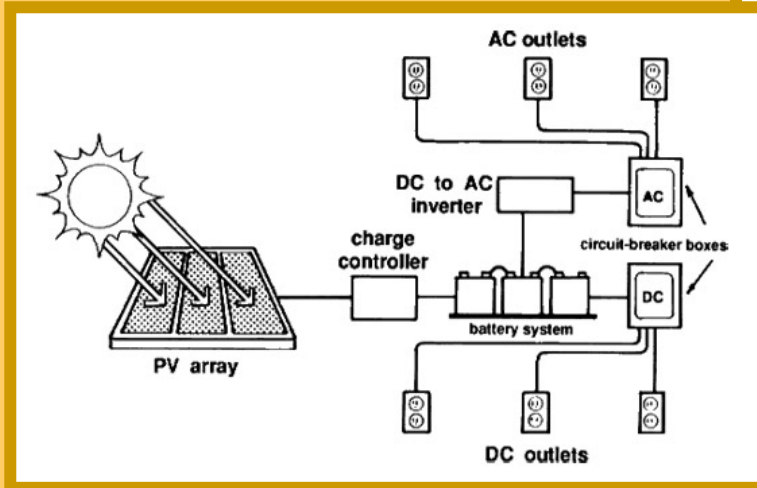 AC outlets
DC to AC
inverter
AC
circuit-breaker boxes
charge
controller
DC
battery system
PV array
DC outlets